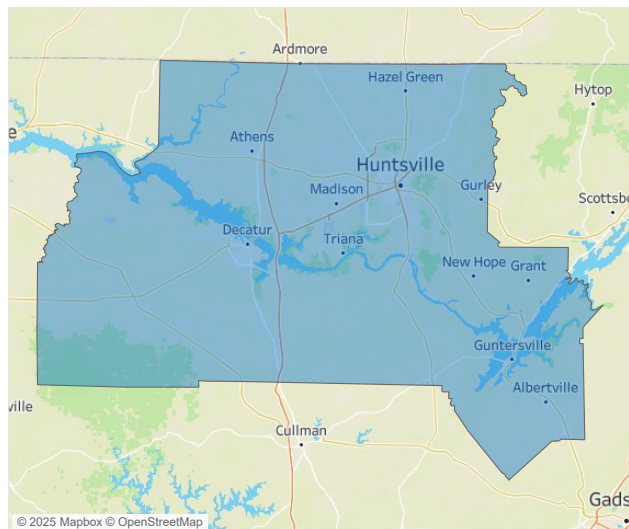 Ardmore
Hazel Green
Hytop
e
Athens
Huntsville
Madison
Gurley
Scottsbo
Decatur
Triana
New Hope
Grant
Guntersville
Albertville
ville
Cullman
Gads
© 2025 Mapbox © OpenStreetMap